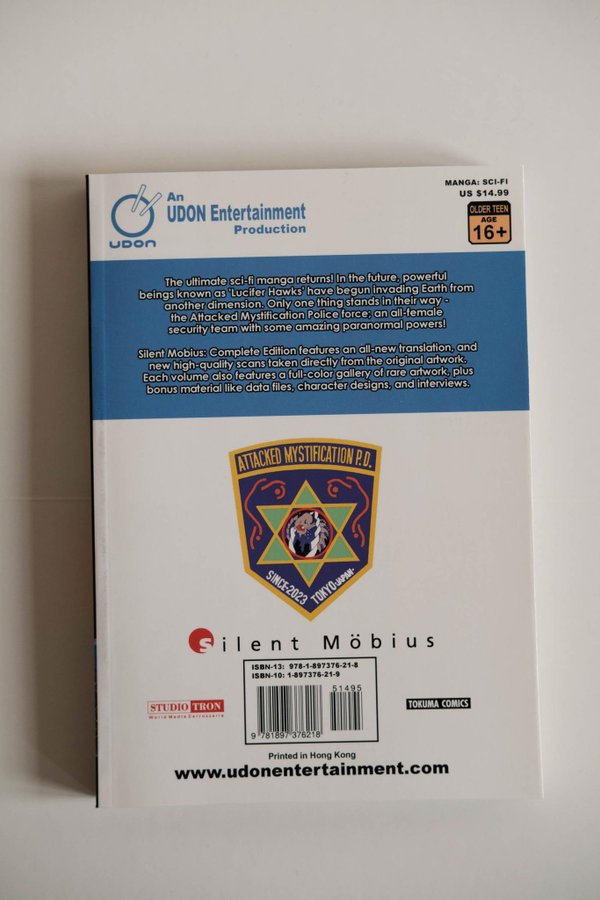 UDON
An
UDON Entertainment
Production
MANGA: SCI-FI
US $14.99
OLDER TEEN
AGE
16+
The ultimate sci-fi manga returns! In the future, powerful
beings known as 'Lucifer Hawks' have begun invading Earth from
another dimension. Only one thing stands in their way -
the Attacked Mystification Police force; an all-female
security team with some amazing paranormal powers!
Silent Mobius: Complete Edition features an all-new translation, and
new high-quality scans taken directly from the original artwork.
Each volume also features a full-color gallery of rare artwork, plus
bonus material like data files, character designs, and interviews.
ATTACKED MYSTIFICATION P.D.
SINCE-2023 TOKYO-JAPAN-
Silent Möbius
ISBN-13: 978-1-897376-21-8
ISBN-10: 1-897376-21-9
51495
9 781897 376218
STUDIO TRON
World Media Carrozzeria
TOKUMA COMICS
Printed in Hong Kong
www.udonentertainment.com